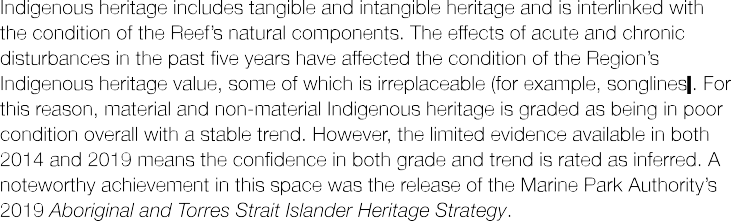 Indigenous heritage includes tangible and intangible heritage and is interlinked with
the condition of the Reef's natural components. The effects of acute and chronic
disturbances in the past five years have affected the condition of the Region's
Indigenous heritage value, some of which is irreplaceable (for example, songlines). For
this reason, material and non-material Indigenous heritage is graded as being in poor
condition overall with a stable trend. However, the limited evidence available in both
2014 and 2019 means the confidence in both grade and trend is rated as inferred. A
noteworthy achievement in this space was the release of the Marine Park Authority's
2019 Aboriginal and Torres Strait Islander Heritage Strategy.